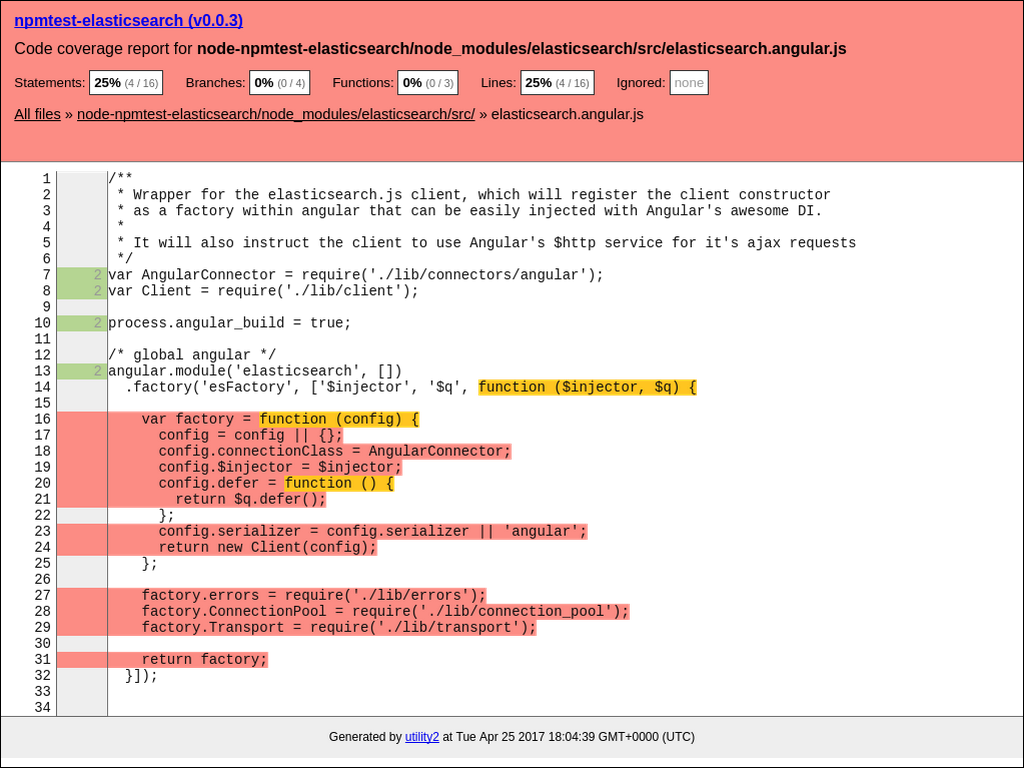 npmtest-elasticsearch (v0.0.3)
Code coverage report for node-npmtest-elasticsearch/node_modules/elasticsearch/src/elasticsearch.angular.js
Statements: 25% (4 / 16) Branches: 0% (0 / 4) Functions: 0% (0 / 3) Lines: 25% (4 / 16) Ignored: none
All files » node-npmtest-elasticsearch/node_modules/elasticsearch/src/ » elasticsearch.angular.js
1 /**
2 * Wrapper for the elasticsearch.js client, which will register the client constructor
3 * as a factory within angular that can be easily injected with Angular's awesome DI.
4 *
5 * It will also instruct the client to use Angular's $http service for it's ajax requests
6 */
7 2 var AngularConnector = require('./lib/connectors/angular');
8 2 var Client = require('./lib/client');
9
10 2 process.angular_build = true;
11
12 /* global angular */
13 2 angular.module('elasticsearch', [])
14 .factory('esFactory', ['$injector', '$q', function ($injector, $q) {
15
16 var factory = function (config) {
17 config = config || {};
18 config.connectionClass = AngularConnector;
19 config.$injector = $injector;
20 config.defer = function () {
21 return $q.defer();
22 };
23 config.serializer = config.serializer || 'angular';
24 return new Client(config);
25 };
26
27 factory.errors = require('./lib/errors');
28 factory.ConnectionPool = require('./lib/connection_pool');
29 factory.Transport = require('./lib/transport');
30
31 return factory;
32 }]);
33
34
Generated by utility2 at Tue Apr 25 2017 18:04:39 GMT+0000 (UTC)